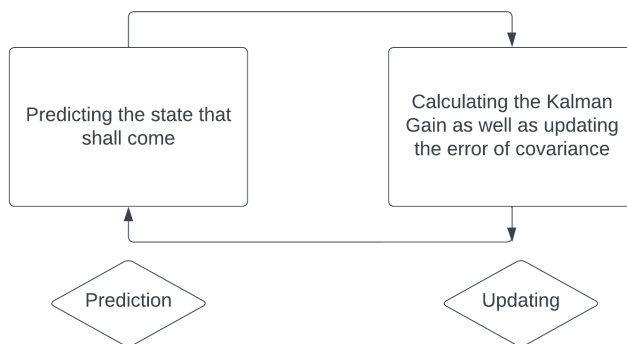 Predicting the state that
shall come
Calculating the Kalman
Gain as well as updating
the error of covariance
Prediction
Updating